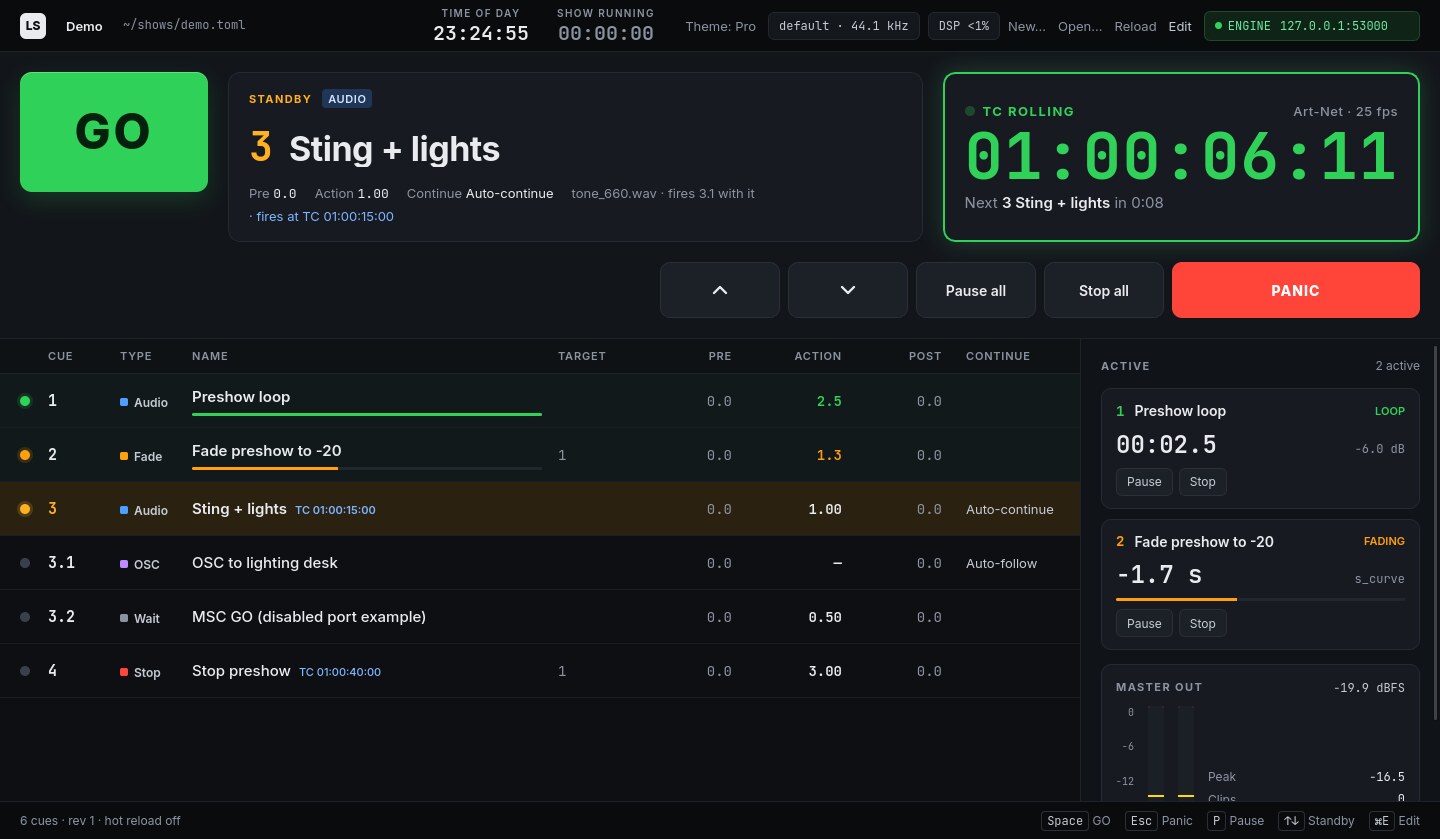 LS Demo ~/shows/demo.toml TIME OF DAY 23:24:55 SHOW RUNNING 00:00:00 Theme: Pro default · 44.1 kHz DSP <1% New... Open... Reload Edit ENGINE 127.0.0.1:53000
GO
STANDBY AUDIO
3 Sting + lights
Pre 0.0 Action 1.00 Continue Auto-continue tone_660.wav · fires 3.1 with it
· fires at TC 01:00:15:00
TC ROLLING Art-Net · 25 fps
01:00:06:11
Next 3 Sting + lights in 0:08
Pause all Stop all PANIC
CUE TYPE NAME TARGET PRE ACTION POST CONTINUE
1 Audio Preshow loop 0.0 2.5 0.0
2 Fade Fade preshow to -20 1 0.0 1.3 0.0
3 Audio Sting + lights TC 01:00:15:00 0.0 1.00 0.0 Auto-continue
3.1 OSC OSC to lighting desk 0.0 — 0.0 Auto-follow
3.2 Wait MSC GO (disabled port example) 0.0 0.50 0.0
4 Stop Stop preshow TC 01:00:40:00 1 0.0 3.00 0.0
ACTIVE 2 active
1 Preshow loop LOOP
00:02.5 -6.0 dB
Pause Stop
2 Fade preshow to -20 FADING
-1.7 s s_curve
Pause Stop
MASTER OUT -19.9 dBFS
0
-6
-12
Peak -16.5
Clips 0
6 cues · rev 1 · hot reload off Space GO Esc Panic P Pause ↑↓ Standby ⌘E Edit